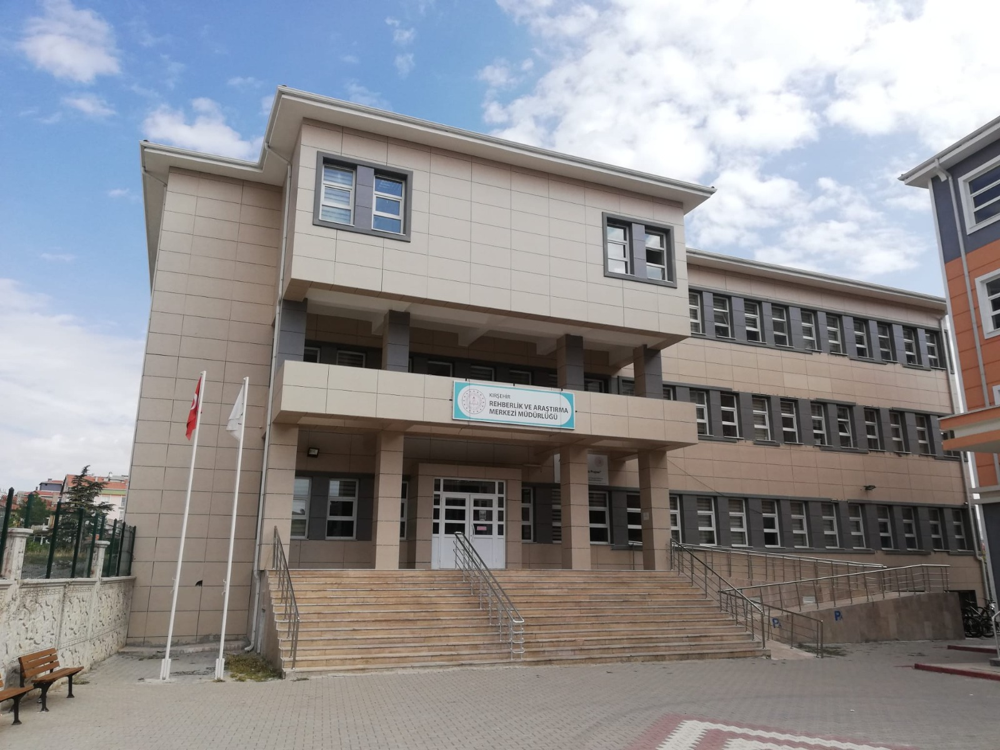 KIRŞEHİR
REHBERLİK VE ARAŞTIRMA
MERKEZİ MÜDÜRLÜĞÜ